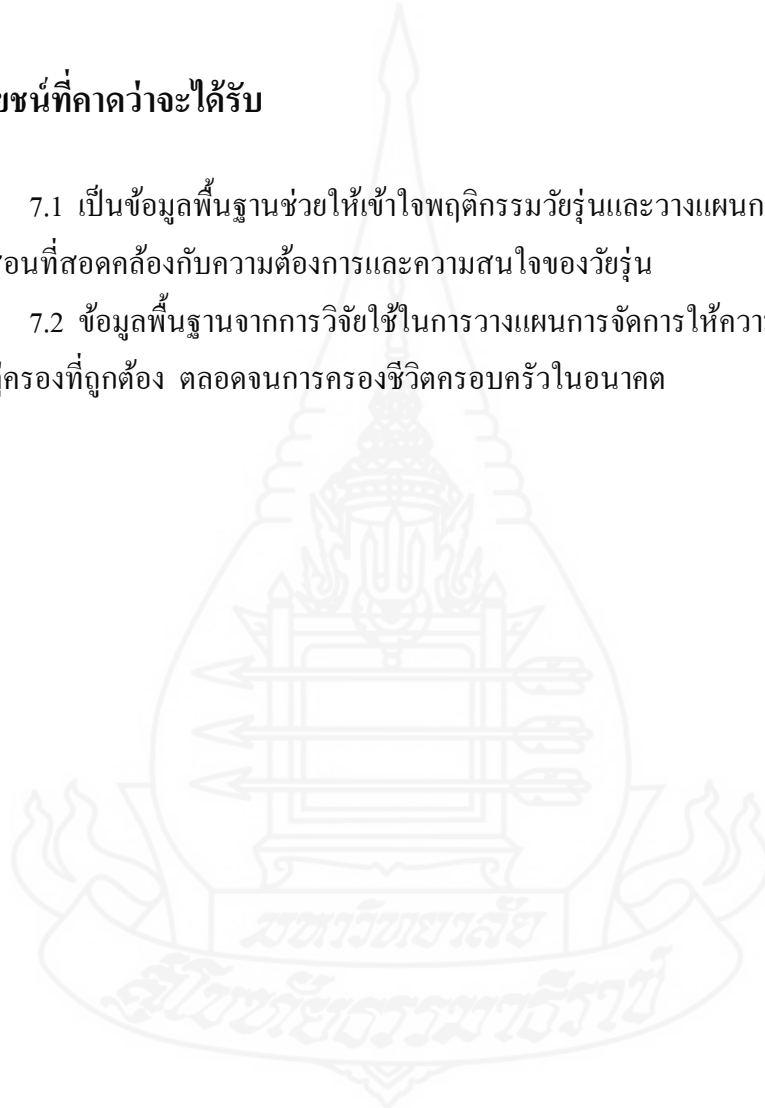 ยชน์ที่คาดว่าจะได้รับ
7.1 เป็นข้อมูลพื้นฐานช่วยให้เข้าใจพฤติกรรมวัยรุ่นและวางแผนก
สอนที่สอดคล้องกับความต้องการและความสนใจของวัยรุ่น
7.2 ข้อมูลพื้นฐานจากการวิจัยใช้ในการวางแผนการจัดการให้ควา
ู่ครองที่ถูกต้อง ตลอดจนการครองชีวิตครอบครัวในอนาคต
มหาวิทยาลัย
สุโขทัยธรรมาธิราช